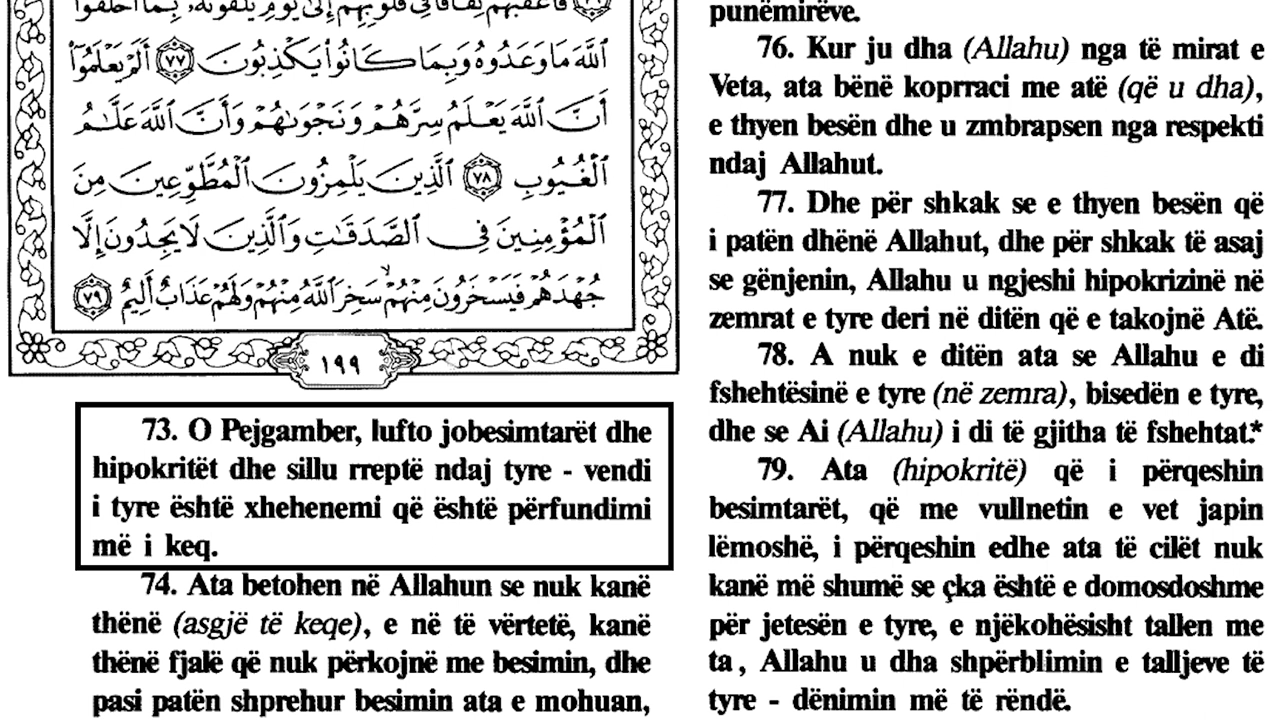 اللَّهَ مَا وَعَدُوهُ وَبِمَا كَانُوا۟ يَكْذِبُونَ ٧٧ أَلَمْ يَعْلَمُوٓا۟
أَنَّ اللَّهَ يَعْلَمُ سِرَّهُمْ وَنَجْوَىٰهُمْ وَأَنَّ اللَّهَ عَلَّٰمُ
الْغُيُوبِ ٧٨ الَّذِينَ يَلْمِزُونَ الْمُطَّوِّعِينَ مِنَ
الْمُؤْمِنِينَ فِي الصَّدَقَٰتِ وَالَّذِينَ لَا يَجِدُونَ إِلَّا
جُهْدَهُمْ فَيَسْخَرُونَ مِنْهُمْ ۙ سَخِرَ اللَّهُ مِنْهُمْ وَلَهُمْ عَذَابٌ أَلِيمٌ ٧٩
١٩٩
73. O Pejgamber, lufto jobesimtarët dhe
hipokritët dhe sillu rreptë ndaj tyre - vendi
i tyre është xhehenemi që është përfundimi
më i keq.
74. Ata betohen në Allahun se nuk kanë
thënë (asgjë të keqe), e në të vërtetë, kanë
thënë fjalë që nuk përkojnë me besimin, dhe
pasi patën shprehur besimin ata e mohuan,
punëmirëve.
76. Kur ju dha (Allahu) nga të mirat e
Veta, ata bënë koprraci me atë (që u dha),
e thyen besën dhe u zmbrapsen nga respekti
ndaj Allahut.
77. Dhe për shkak se e thyen besën që
i patën dhënë Allahut, dhe për shkak të asaj
se gënjenin, Allahu u ngjeshi hipokrizinë në
zemrat e tyre deri në ditën që e takojnë Atë.
78. A nuk e ditën ata se Allahu e di
fshehtësinë e tyre (në zemra), bisedën e tyre,
dhe se Ai (Allahu) i di të gjitha të fshehtat.*
79. Ata (hipokritë) që i përqeshin
besimtarët, që me vullnetin e vet japin
lëmoshë, i përqeshin edhe ata të cilët nuk
kanë më shumë se çka është e domosdoshme
për jetesën e tyre, e njëkohësisht tallen me
ta, Allahu u dha shpërblimin e talljeve të
tyre - dënimin më të rëndë.